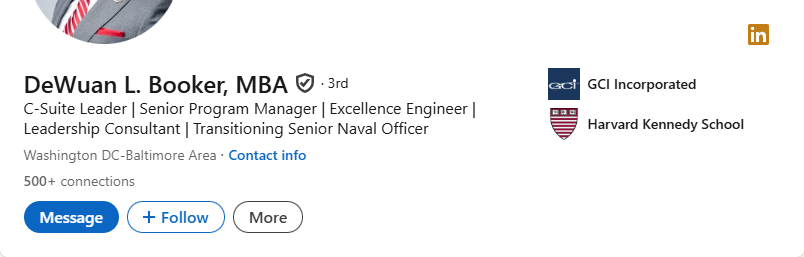 in
DeWuan L. Booker, MBA · 3rd
C-Suite Leader | Senior Program Manager | Excellence Engineer |
Leadership Consultant | Transitioning Senior Naval Officer
Washington DC-Baltimore Area · Contact info
500+ connections
Message + Follow More
GCI GCI Incorporated
Harvard Kennedy School